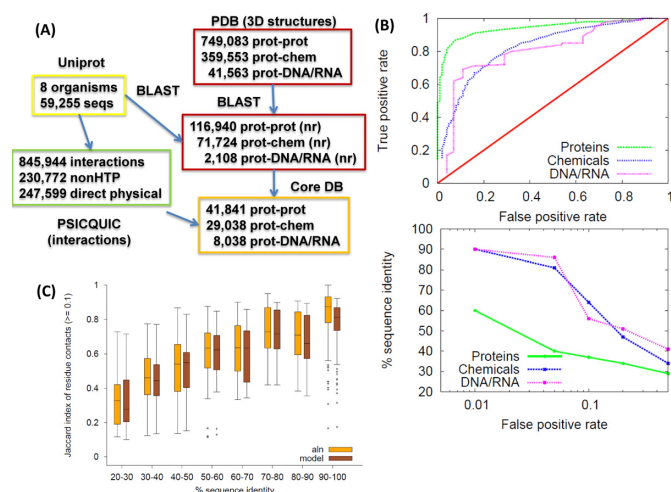 (A)
PDB (3D structures)
749,083 prot-prot
359,553 prot-chem
41,563 prot-DNA/RNA
Uniprot
8 organisms
59,255 seqs
BLAST
BLAST
116,940 prot-prot (nr)
71,724 prot-chem (nr)
2,108 prot-DNA/RNA (nr)
845,944 interactions
230,772 nonHTP
247,599 direct physical
Core DB
41,841 prot-prot
29,038 prot-chem
8,038 prot-DNA/RNA
PSICQUIC
(interactions)
(B)
True positive rate
1
0.8
0.6
0.4
0.2
0
Proteins
Chemicals
DNA/RNA
0 0.2 0.4 0.6 0.8 1
False positive rate
% sequence identity
100
90
80
70
60
50
40
30
20
Proteins
Chemicals
DNA/RNA
0.01 0.1
False positive rate
(C)
Jaccard index of residue contacts (>= 0.1)
1
0.8
0.6
0.4
0.2
0
aln
model
20-30 30-40 40-50 50-60 60-70 70-80 80-90 90-100
% sequence identity